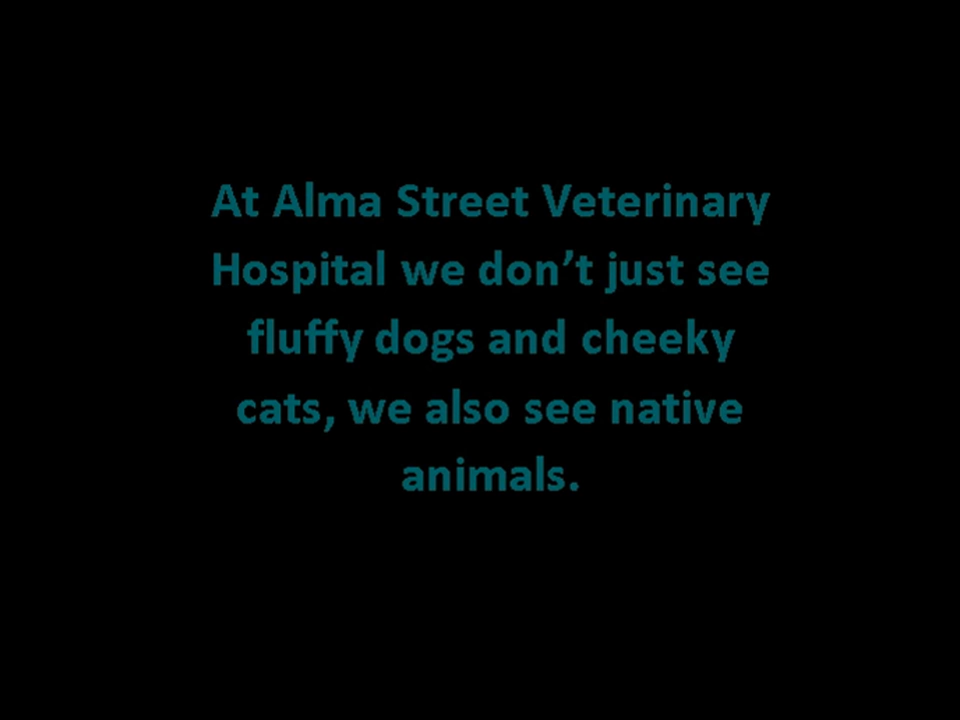 At Alma Street Veterinary
Hospital we don’t just see
fluffy dogs and cheeky
cats, we also see native
animals.